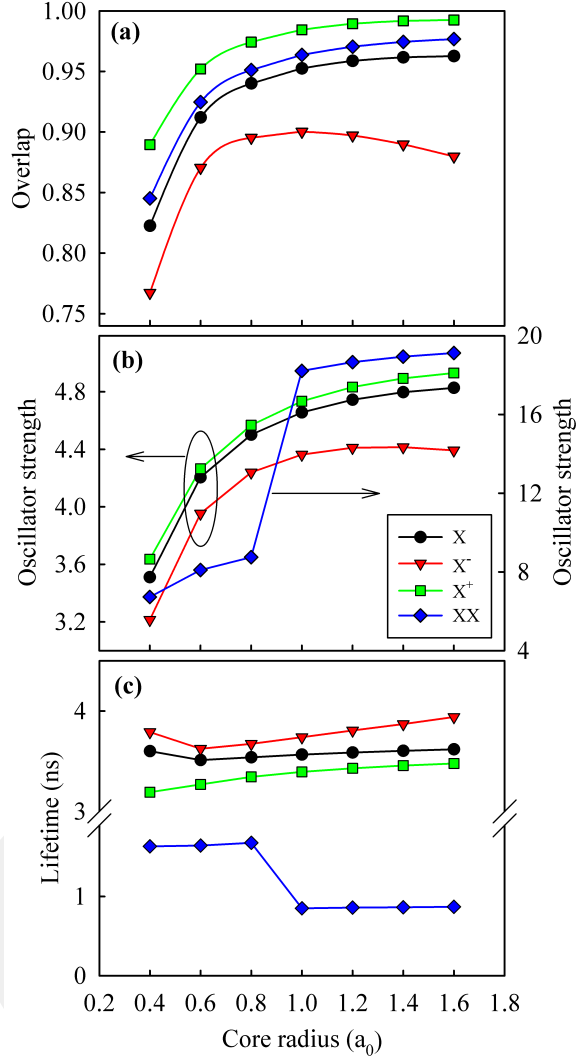 1.00
(a)
0.95
0.90
Overlap
0.85
0.80
0.75
(b)
20
4.8
16
4.4
Oscillator strength
4.0
12
Oscillator strength
3.6
8
3.2
4
X
X⁻
X⁺
XX
(c)
4
3
Lifetime (ns)
1
0
0.2 0.4 0.6 0.8 1.0 1.2 1.4 1.6 1.8
Core radius (a₀)